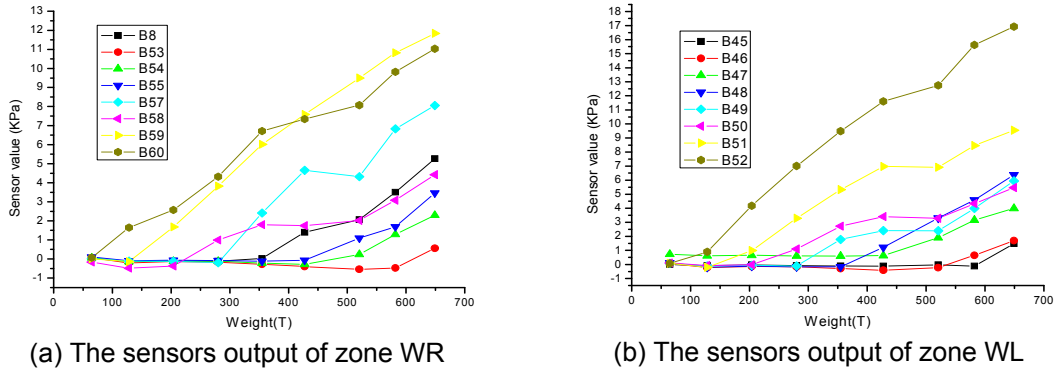 13
12
11
10
9
8
7
6
5
4
3
2
1
0
-1
Sensor value (KPa)
B8
B53
B54
B55
B57
B58
B59
B60
0 100 200 300 400 500 600 700
Weight(T)
(a) The sensors output of zone WR
19
18
17
16
15
14
13
12
11
10
9
8
7
6
5
4
3
2
1
0
-1
Sensor value (KPa)
B45
B46
B47
B48
B49
B50
B51
B52
0 100 200 300 400 500 600 700
Weight(T)
(b) The sensors output of zone WL